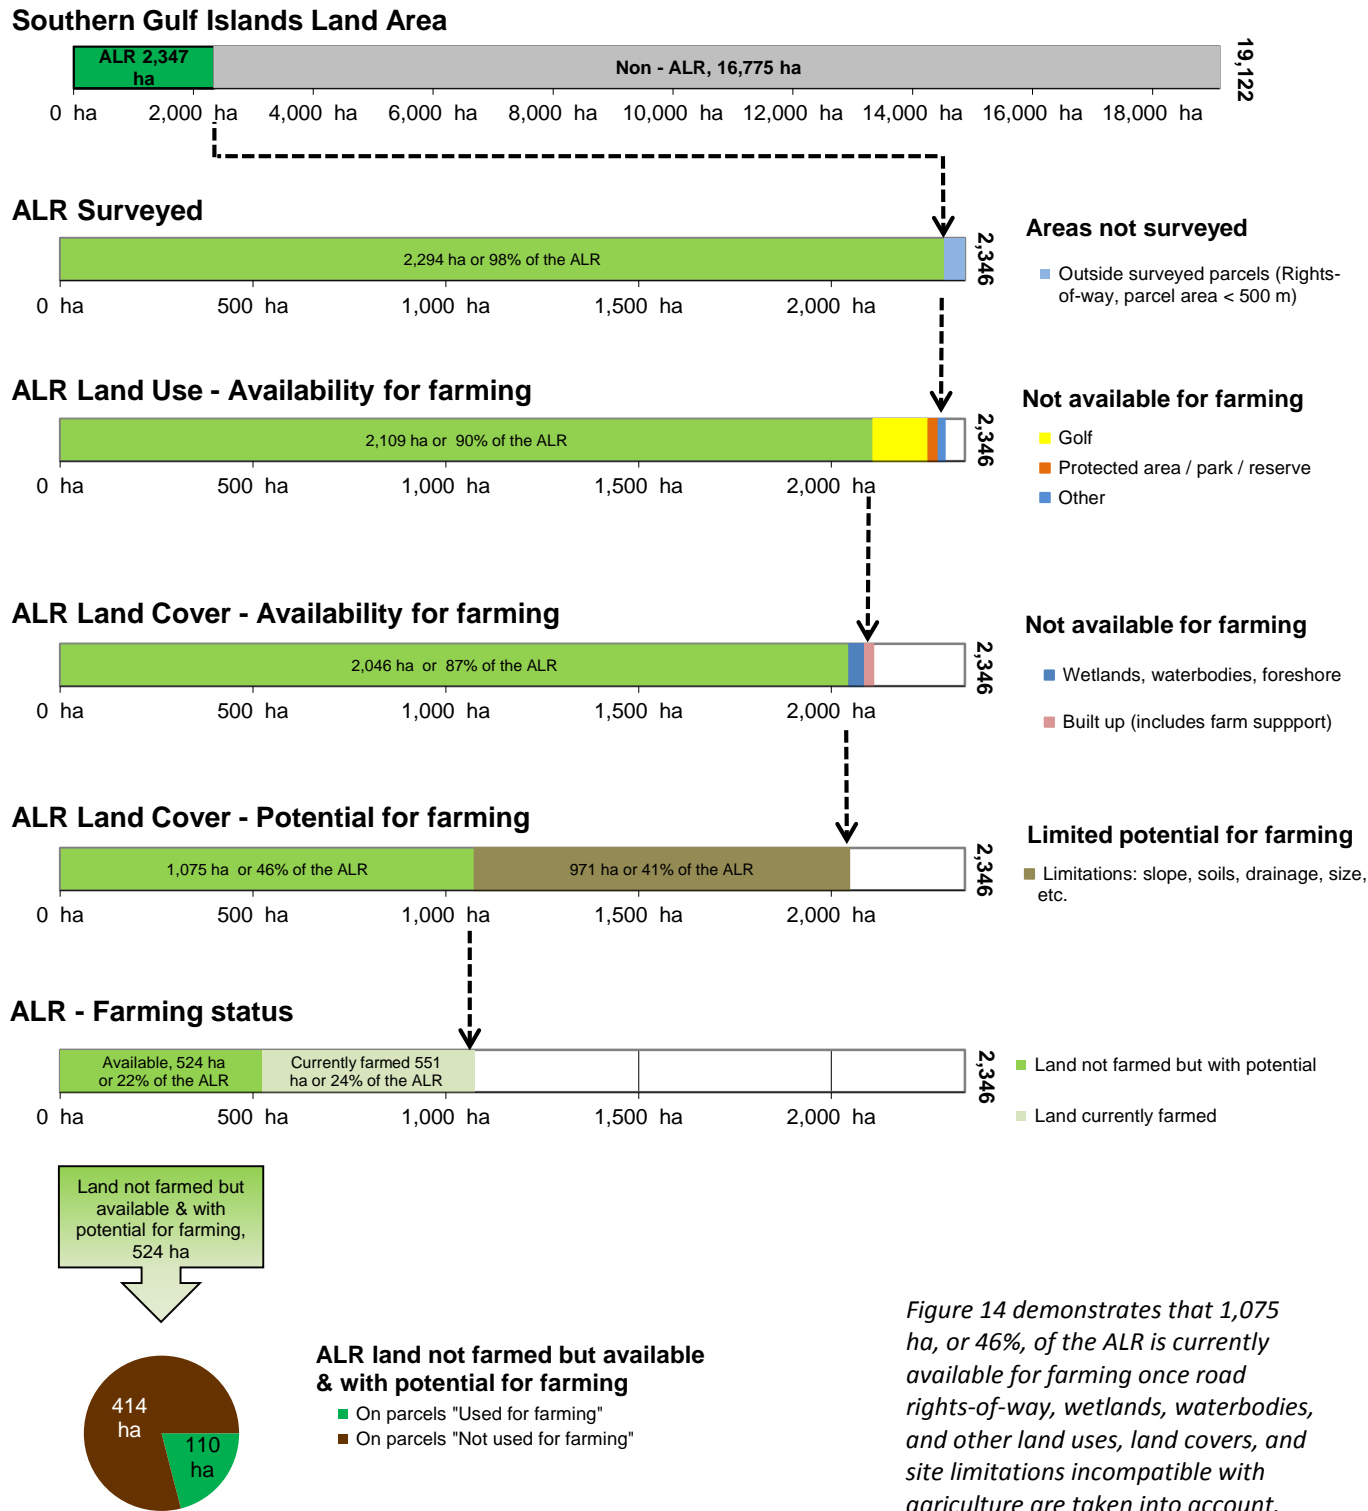 Southern Gulf Islands Land Area
ALR 2,347
ha
Non - ALR, 16,775 ha
19,122
0 ha 2,000 ha 4,000 ha 6,000 ha 8,000 ha 10,000 ha 12,000 ha 14,000 ha 16,000 ha 18,000 ha
ALR Surveyed
2,294 ha or 98% of the ALR
2,346
0 ha 500 ha 1,000 ha 1,500 ha 2,000 ha
Areas not surveyed
Outside surveyed parcels (Rights-
of-way, parcel area < 500 m)
ALR Land Use - Availability for farming
2,109 ha or 90% of the ALR
2,346
0 ha 500 ha 1,000 ha 1,500 ha 2,000 ha
Not available for farming
Golf
Protected area / park / reserve
Other
ALR Land Cover - Availability for farming
2,046 ha or 87% of the ALR
2,346
0 ha 500 ha 1,000 ha 1,500 ha 2,000 ha
Not available for farming
Wetlands, waterbodies, foreshore
Built up (includes farm suppport)
ALR Land Cover - Potential for farming
1,075 ha or 46% of the ALR
971 ha or 41% of the ALR
2,346
0 ha 500 ha 1,000 ha 1,500 ha 2,000 ha
Limited potential for farming
Limitations: slope, soils, drainage, size,
etc.
ALR - Farming status
Available, 524 ha
or 22% of the ALR
Currently farmed 551
ha or 24% of the ALR
2,346
0 ha 500 ha 1,000 ha 1,500 ha 2,000 ha
Land not farmed but with potential
Land currently farmed
Land not farmed but
available & with
potential for farming,
524 ha
414
ha
110
ha
ALR land not farmed but available
& with potential for farming
On parcels "Used for farming"
On parcels "Not used for farming"
Figure 14 demonstrates that 1,075
ha, or 46%, of the ALR is currently
available for farming once road
rights-of-way, wetlands, waterbodies,
and other land uses, land covers, and
site limitations incompatible with
agriculture are taken into account.